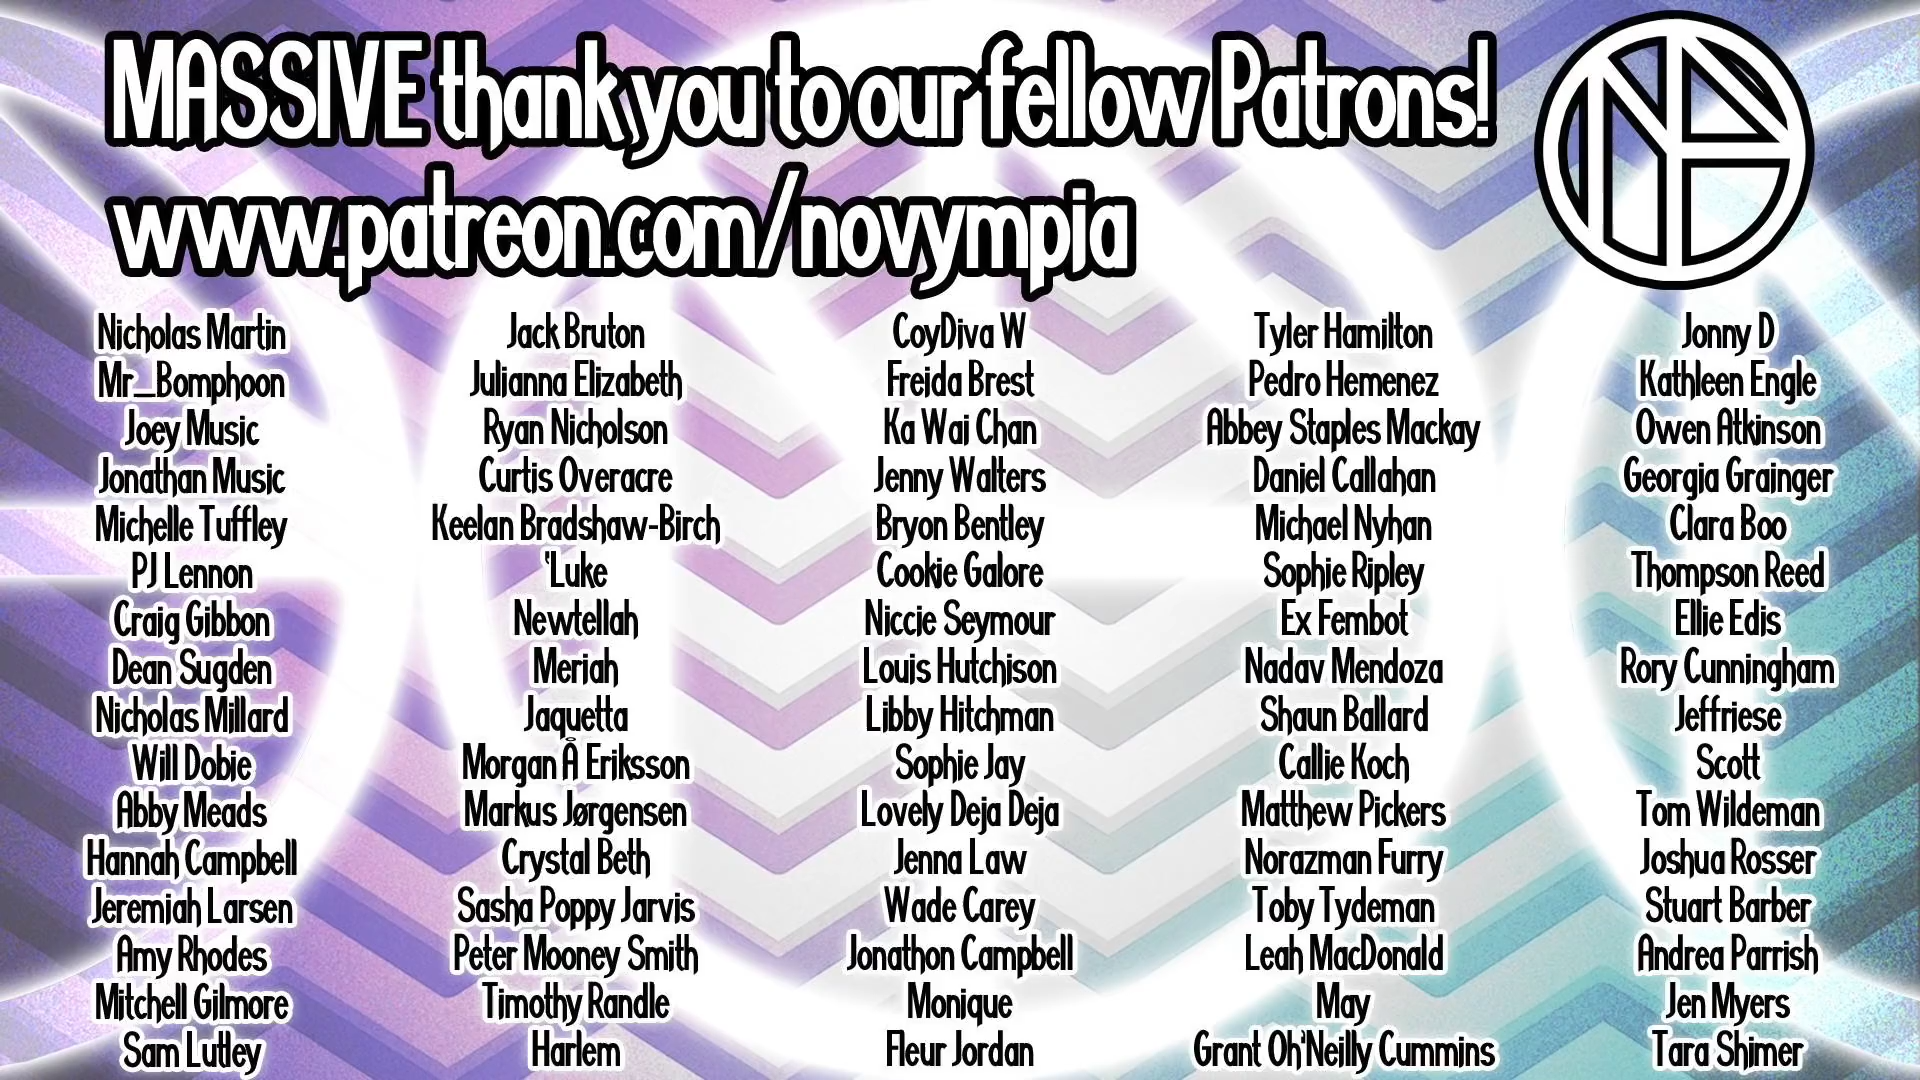 MASSIVE thank you to our fellow Patrons!
www.patreon.com/novympia
Nicholas Martin
Mr_Bomphoon
Joey Music
Jonathan Music
Michelle Tuffley
PJ Lennon
Craig Gibbon
Dean Sugden
Nicholas Millard
Will Dobie
Abby Meads
Hannah Campbell
Jeremiah Larsen
Amy Rhodes
Mitchell Gilmore
Sam Lutley
Jack Bruton
Julianna Elizabeth
Ryan Nicholson
Curtis Overacre
Keelan Bradshaw-Birch
'Luke
Newtellah
Meriah
Jaquetta
Morgan Å Eriksson
Markus Jørgensen
Crystal Beth
Sasha Poppy Jarvis
Peter Mooney Smith
Timothy Randle
Harlem
CoyDiva W
Freida Brest
Ka Wai Chan
Jenny Walters
Bryon Bentley
Cookie Galore
Niccie Seymour
Louis Hutchison
Libby Hitchman
Sophie Jay
Lovely Deja Deja
Jenna Law
Wade Carey
Jonathon Campbell
Monique
Fleur Jordan
Tyler Hamilton
Pedro Hemenez
Abbey Staples Mackay
Daniel Callahan
Michael Nyhan
Sophie Ripley
Ex Fembot
Nadav Mendoza
Shaun Ballard
Callie Koch
Matthew Pickers
Norazman Furry
Toby Tydeman
Leah MacDonald
May
Grant Oh'Neilly Cummins
Jonny D
Kathleen Engle
Owen Atkinson
Georgia Grainger
Clara Boo
Thompson Reed
Ellie Edis
Rory Cunningham
Jeffriese
Scott
Tom Wildeman
Joshua Rosser
Stuart Barber
Andrea Parrish
Jen Myers
Tara Shimer